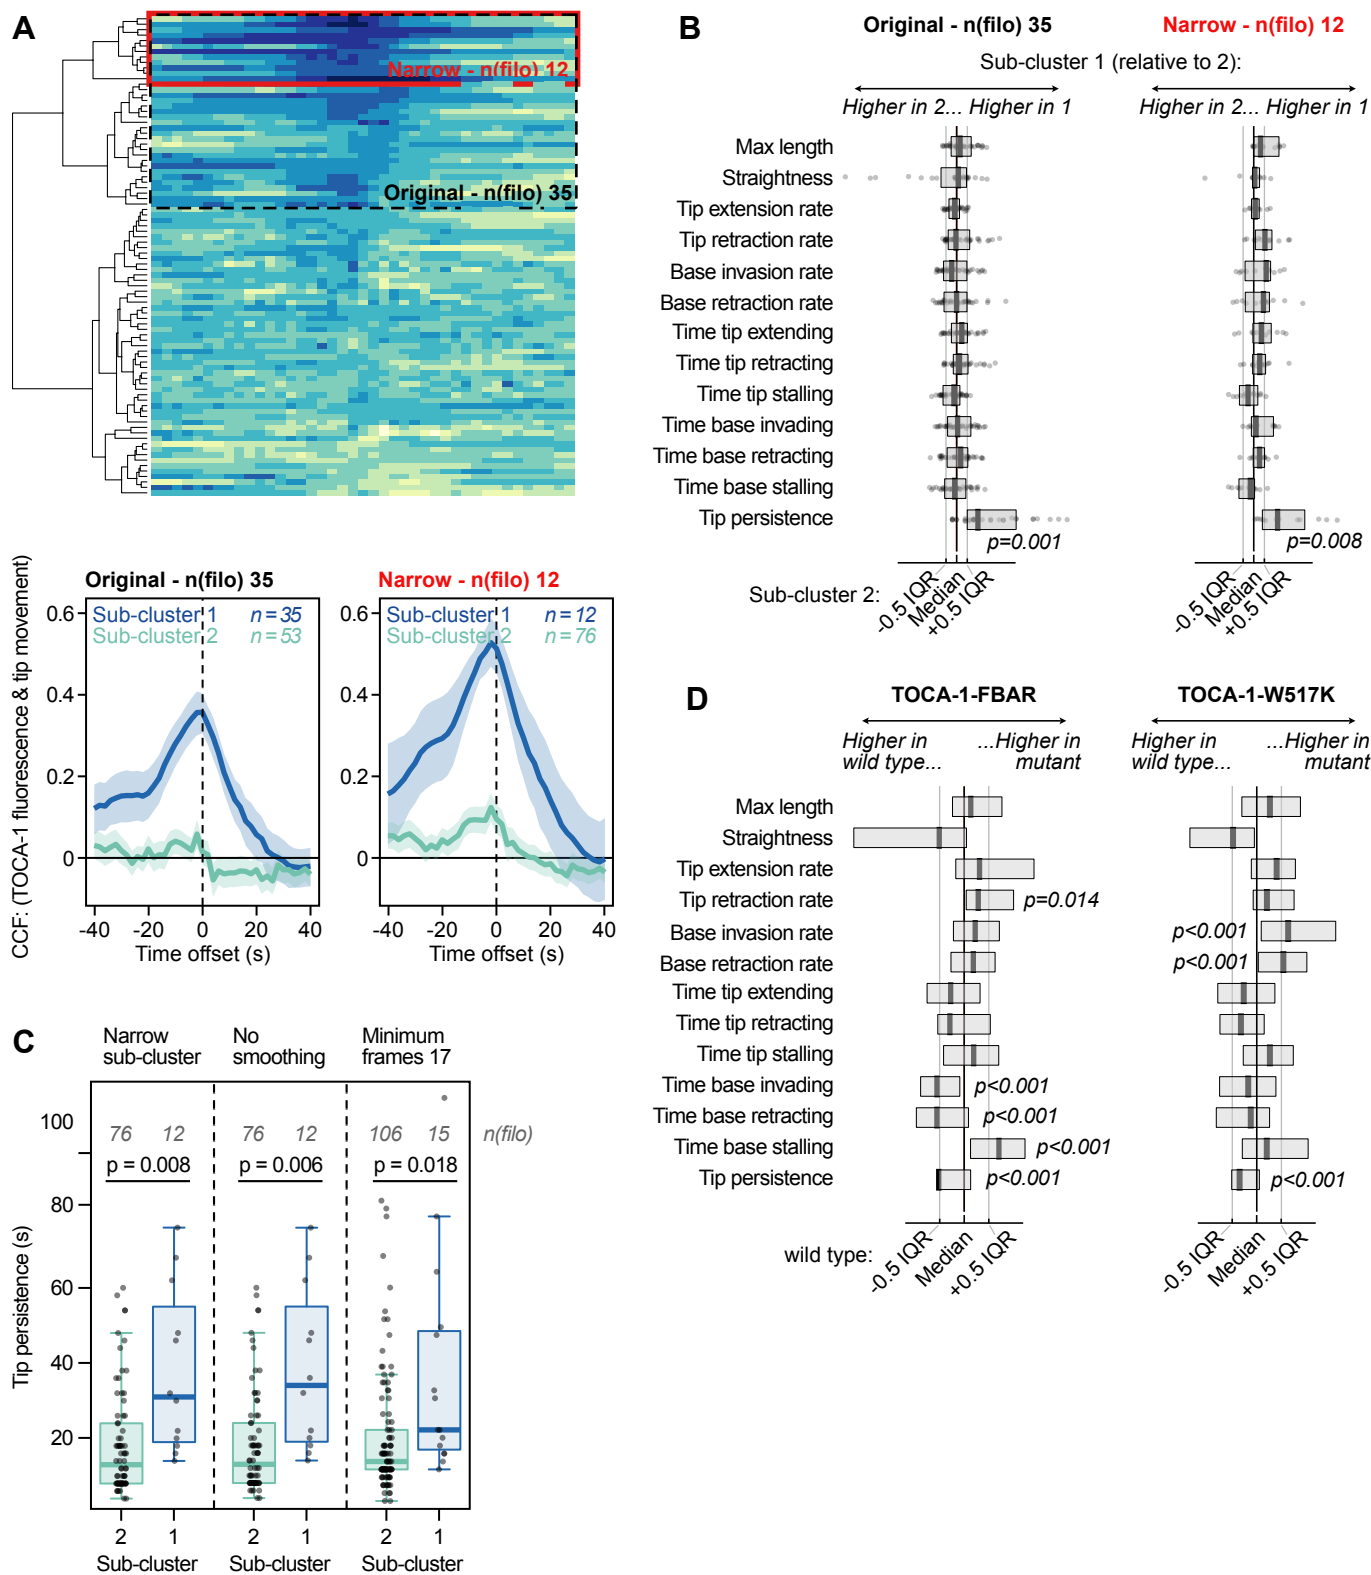 A
Narrow - n(filo) 12
Original - n(filo) 35
CCF: (TOCA-1 fluorescence & tip movement)
Original - n(filo) 35
Sub-cluster 1 n=35
Sub-cluster 2 n=53
0.6
0.4
0.2
0
-40 -20 0 20 40
Time offset (s)
Narrow - n(filo) 12
Sub-cluster 1 n=12
Sub-cluster 2 n=76
0.6
0.4
0.2
0
-40 -20 0 20 40
Time offset (s)
B
Original - n(filo) 35
Narrow - n(filo) 12
Sub-cluster 1 (relative to 2):
Higher in 2... Higher in 1
Higher in 2... Higher in 1
Max length
Straightness
Tip extension rate
Tip retraction rate
Base invasion rate
Base retraction rate
Time tip extending
Time tip retracting
Time tip stalling
Time base invading
Time base retracting
Time base stalling
Tip persistence
p=0.001
p=0.008
Sub-cluster 2:
-0.5 IQR
Median
+0.5 IQR
-0.5 IQR
Median
+0.5 IQR
C
Narrow
sub-cluster
No
smoothing
Minimum
frames 17
76 12 76 12 106 15 n(filo)
p = 0.008 p = 0.006 p = 0.018
Tip persistence (s)
100
80
60
40
20
2 1 2 1 2 1
Sub-cluster Sub-cluster Sub-cluster
D
TOCA-1-FBAR
TOCA-1-W517K
Higher in
wild type...
...Higher in
mutant
Higher in
wild type...
...Higher in
mutant
Max length
Straightness
Tip extension rate
Tip retraction rate p=0.014
Base invasion rate p<0.001
Base retraction rate p<0.001
Time tip extending
Time tip retracting
Time tip stalling
Time base invading p<0.001
Time base retracting p<0.001
Time base stalling p<0.001
Tip persistence p<0.001 p<0.001
wild type:
-0.5 IQR
Median
+0.5 IQR
-0.5 IQR
Median
+0.5 IQR